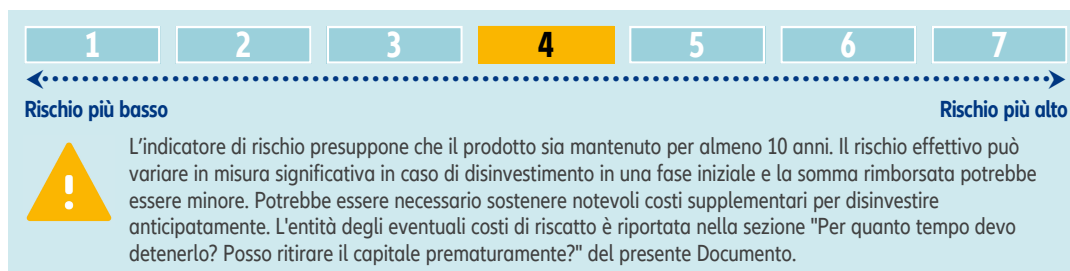 1 2 3 4 5 6 7
Rischio più basso Rischio più alto
L'indicatore di rischio presuppone che il prodotto sia mantenuto per almeno 10 anni. Il rischio effettivo può
variare in misura significativa in caso di disinvestimento in una fase iniziale e la somma rimborsata potrebbe
essere minore. Potrebbe essere necessario sostenere notevoli costi supplementari per disinvestire
anticipatamente. L'entità degli eventuali costi di riscatto è riportata nella sezione "Per quanto tempo devo
detenerlo? Posso ritirare il capitale prematuramente?" del presente Documento.